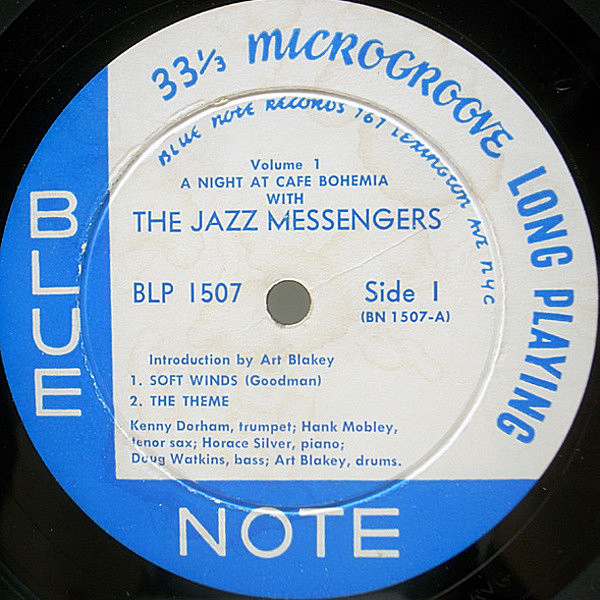 33⅓ MICROGROOVE LONG PLAYING
BLUE NOTE RECORDS 767 LEXINGTON AVE NYC
Volume 1
A NIGHT AT CAFE BOHEMIA
WITH
THE JAZZ MESSENGERS
BLP 1507
Side 1
(BN 1507-A)
Introduction by Art Blakey
1. SOFT WINDS (Goodman)
2. THE THEME
Kenny Dorham, trumpet; Hank Mobley,
tenor sax; Horace Silver, piano;
Doug Watkins, bass; Art Blakey, drums.
BLUE
NOTE